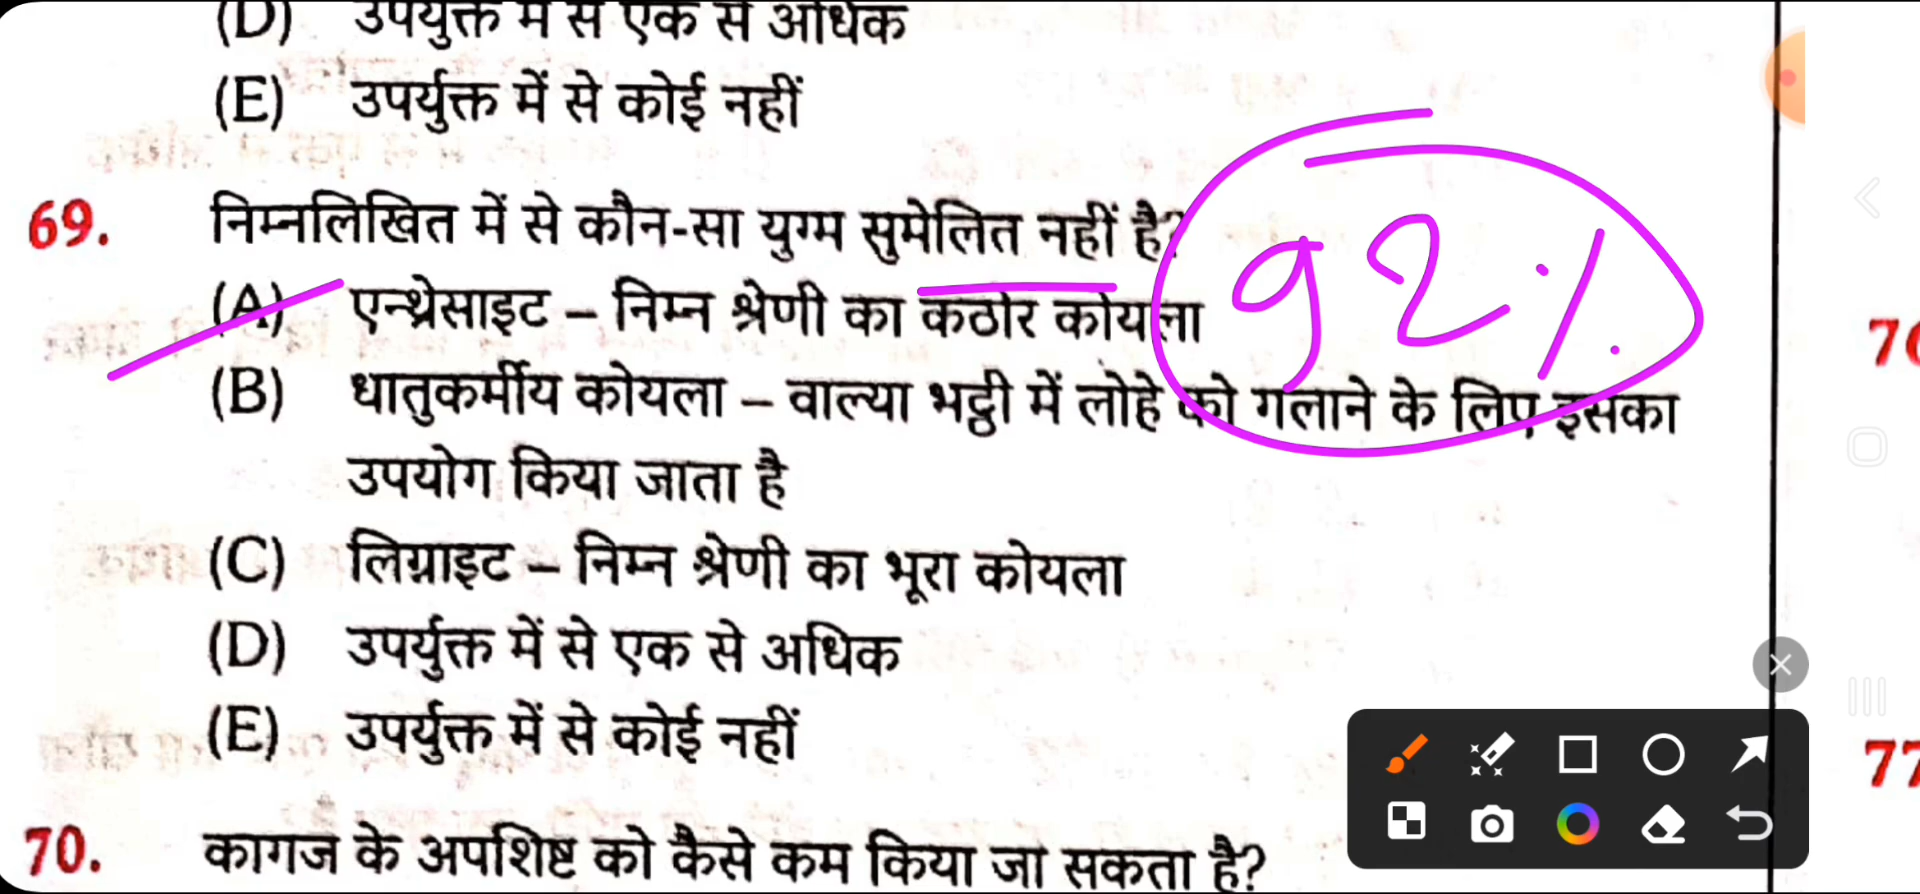 (D) उपर्युक्त में से एक से अधिक
(E) उपर्युक्त में से कोई नहीं
69. निम्नलिखित में से कौन-सा युग्म सुमेलित नहीं है?
(A) एन्थ्रेसाइट – निम्न श्रेणी का कठोर कोयला
92%
(B) धातुकर्मीय कोयला – वाल्या भट्ठी में लोहे को गलाने के लिए इसका
उपयोग किया जाता है
(C) लिग्नाइट – निम्न श्रेणी का भूरा कोयला
(D) उपर्युक्त में से एक से अधिक
(E) उपर्युक्त में से कोई नहीं
70. कागज के अपशिष्ट को कैसे कम किया जा सकता है?
77